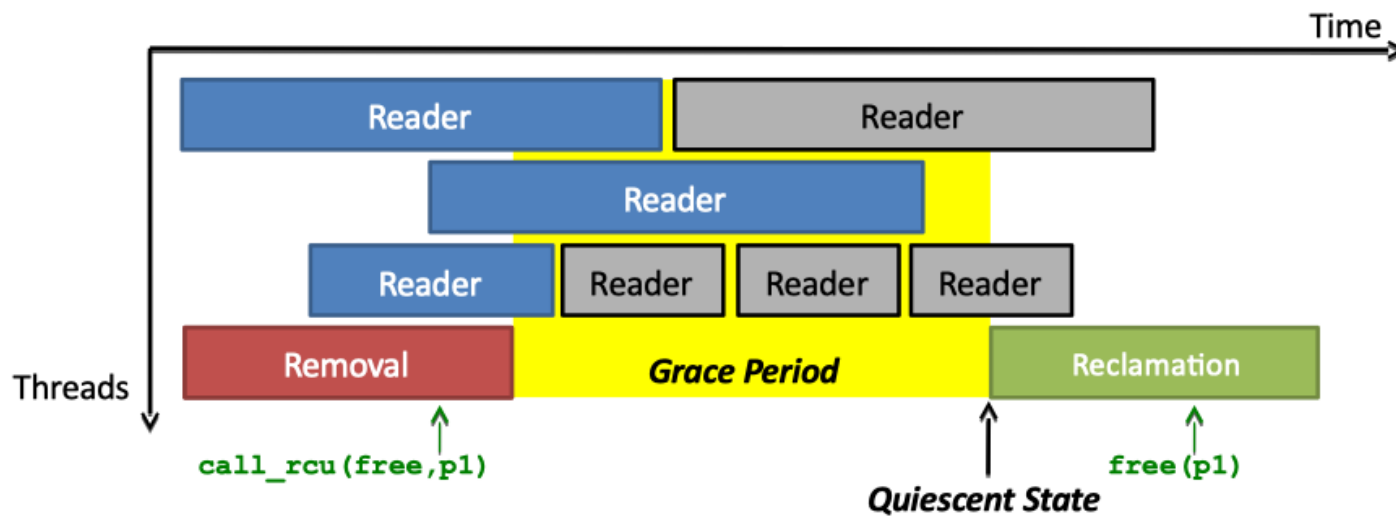 Time
Reader Reader
Reader
Reader Reader Reader Reader
Removal Grace Period Reclamation
Threads
call_rcu(free,p1) free(p1)
Quiescent State